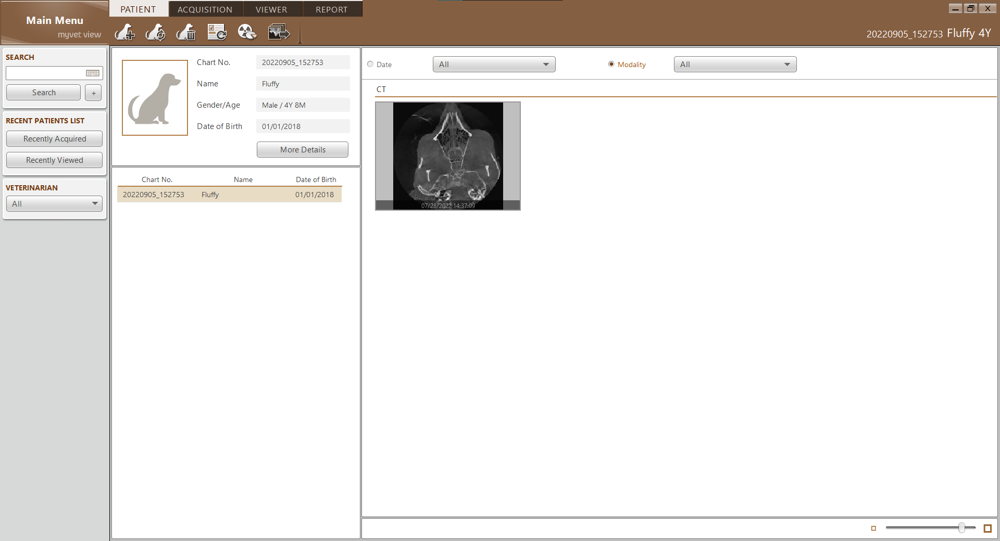 Main Menu
myvet view
PATIENT
ACQUISITION
VIEWER
REPORT
20220905_152753 Fluffy 4Y
SEARCH
Search
+
RECENT PATIENTS LIST
Recently Acquired
Recently Viewed
VETERINARIAN
All
Chart No. 20220905_152753
Name Fluffy
Gender/Age Male / 4Y 8M
Date of Birth 01/01/2018
More Details
Chart No. Name Date of Birth
20220905_152753 Fluffy 01/01/2018
Date All Modality All
CT
07/28/2022 14:37:09